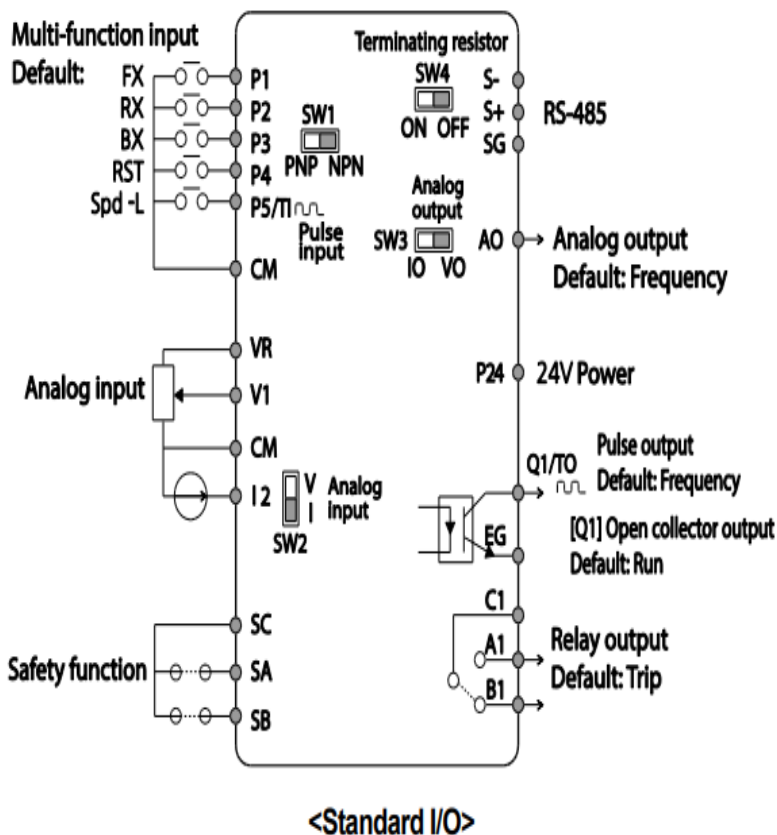 Multi-function input
Default:
FX
P1
RX
P2
BX
P3
RST
P4
Spd -L
P5/TI
Pulse
input
CM
SW1
PNP NPN
Terminating resistor
SW4
ON OFF
S-
S+
SG
RS-485
Analog
output
SW3
IO VO
AO
Analog output
Default: Frequency
VR
Analog input
V1
CM
I 2
V
I
Analog
input
SW2
P24
24V Power
Q1/TO
Pulse output
Default: Frequency
EG
[Q1] Open collector output
Default: Run
C1
A1
B1
Relay output
Default: Trip
SC
Safety function
SA
SB
<Standard I/O>